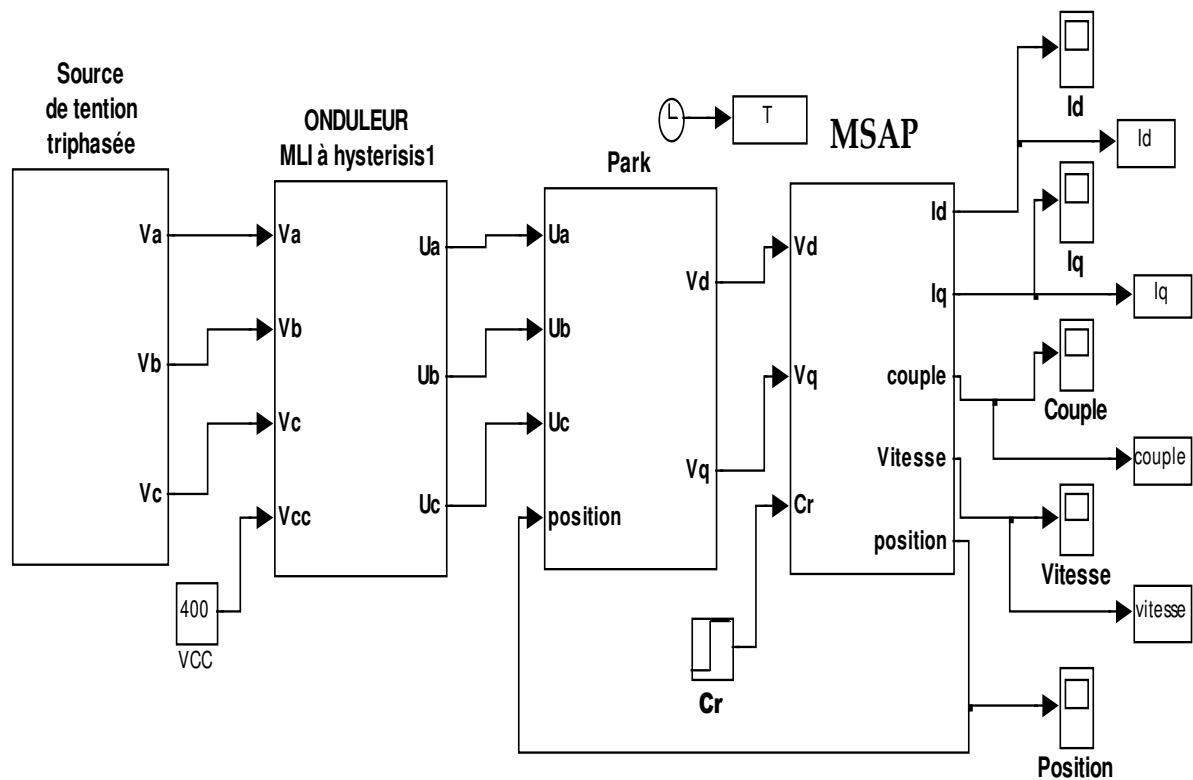 Source
de tention
triphasée
Va
Vb
Vc
ONDULEUR
MLI à hysterisis1
Va
Vb
Vc
Vcc
Ua
Ub
Uc
400
VCC
Park
Ua
Ub
Uc
position
Vd
Vq
T
MSAP
Vd
Vq
Cr
Id
Iq
couple
Vitesse
position
Cr
Id
Id
Iq
Iq
Couple
couple
Vitesse
vitesse
Position